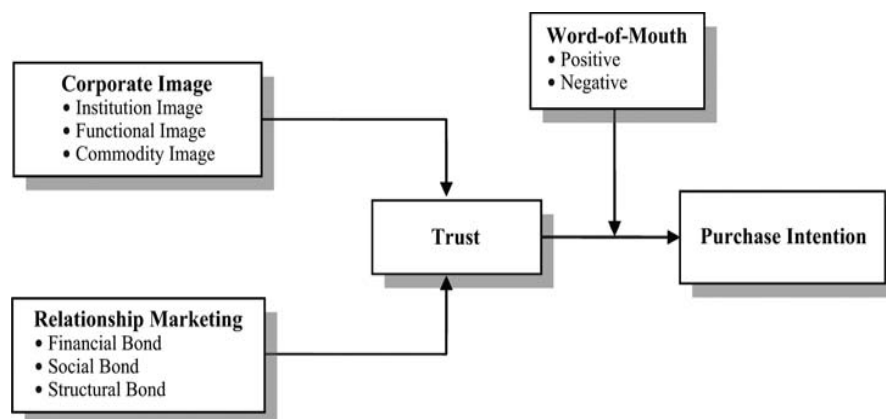 Corporate Image
• Institution Image
• Functional Image
• Commodity Image
Word-of-Mouth
• Positive
• Negative
Trust
Purchase Intention
Relationship Marketing
• Financial Bond
• Social Bond
• Structural Bond